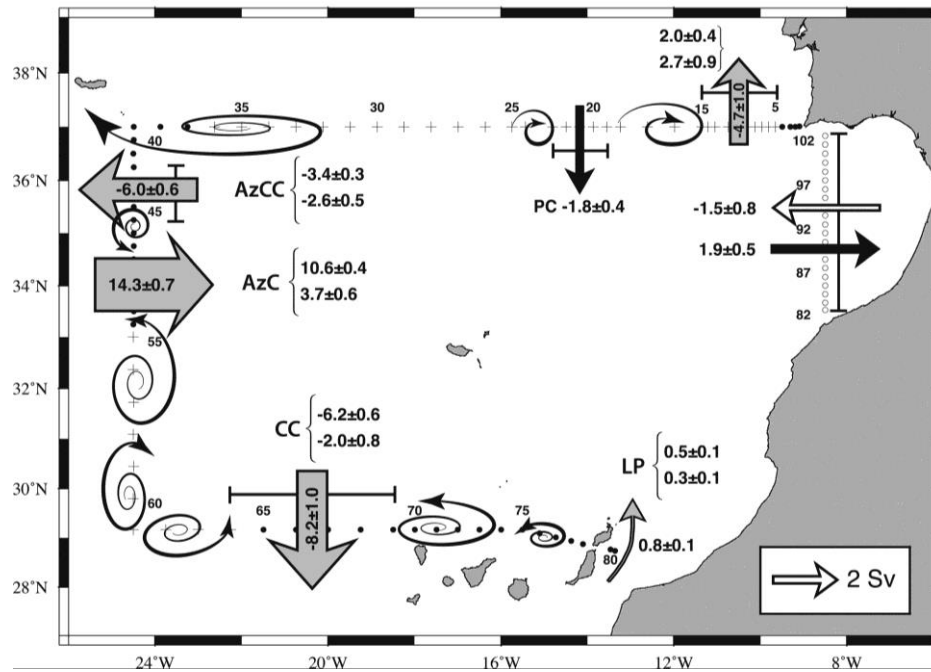 2.0±0.4
2.7±0.9
38°N
-4.7±1.0
35
30
25
20
15
5
40
102
36°N
-6.0±0.6
AzCC
-3.4±0.3
-2.6±0.5
PC -1.8±0.4
97
45
-1.5±0.8
92
1.9±0.5
34°N
14.3±0.7
AzC
10.6±0.4
3.7±0.6
87
82
55
32°N
CC
-6.2±0.6
-2.0±0.8
LP
0.5±0.1
0.3±0.1
30°N
60
65
-8.2±1.0
70
75
80
0.8±0.1
2 Sv
28°N
24°W
20°W
16°W
12°W
8°W